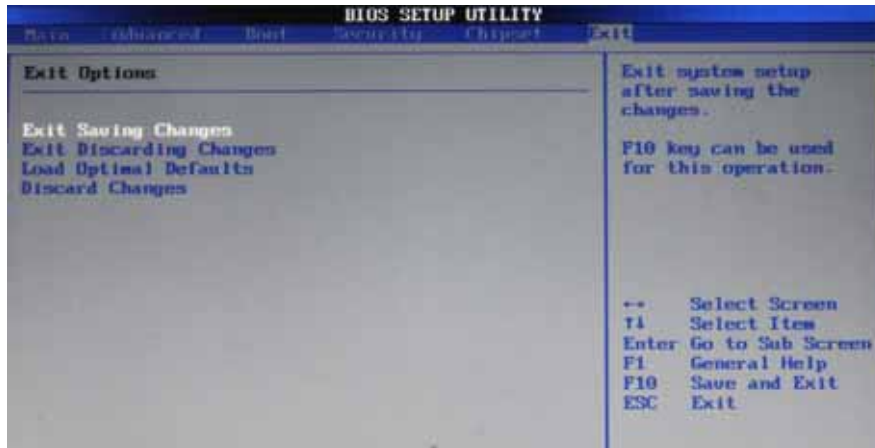 BIOS SETUP UTILITY
Main Advanced Boot Security Chipset Exit
Exit Options
Exit Saving Changes
Exit Discarding Changes
Load Optimal Defaults
Discard Changes
Exit system setup
after saving the
changes.
F10 key can be used
for this operation.
←→ Select Screen
↑↓ Select Item
Enter Go to Sub Screen
F1 General Help
F10 Save and Exit
ESC Exit